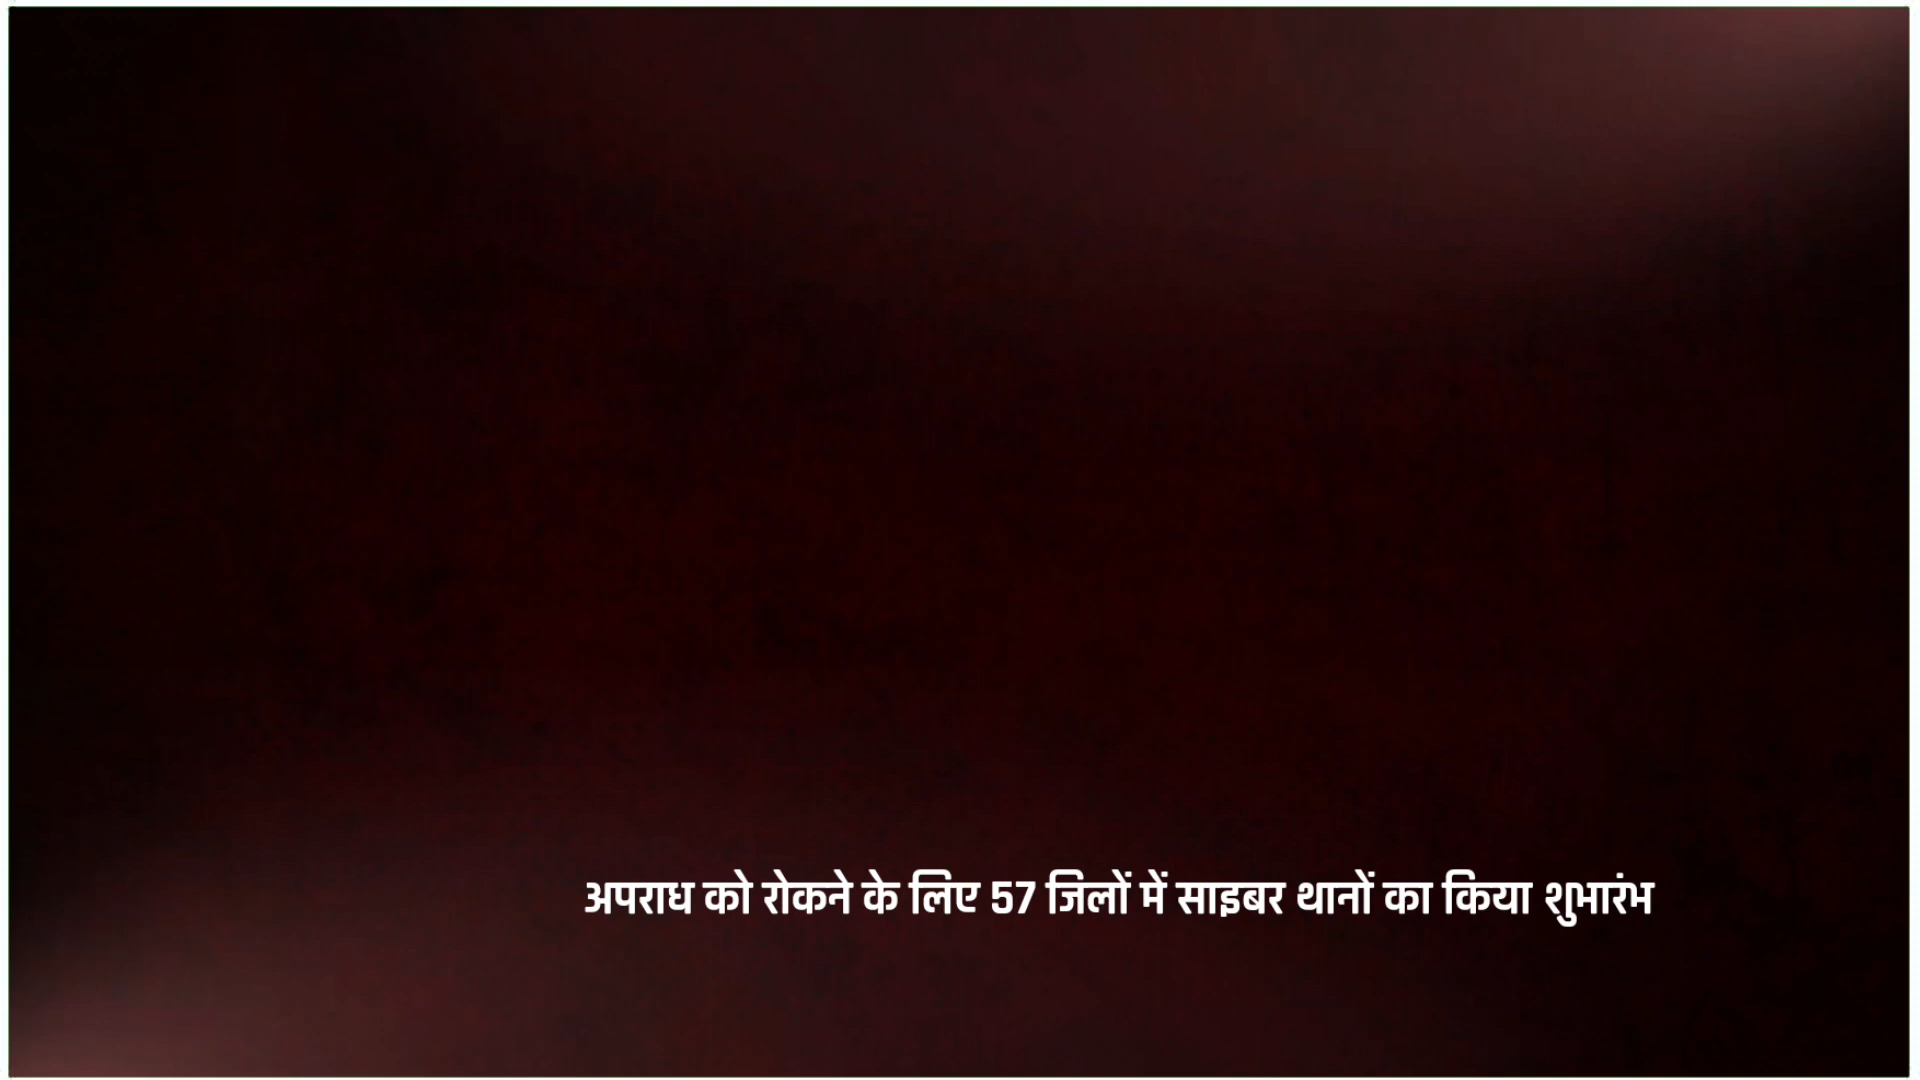 अपराध को रोकने के लिए 57 जिलों में साइबर थानों का किया शुभारंभ